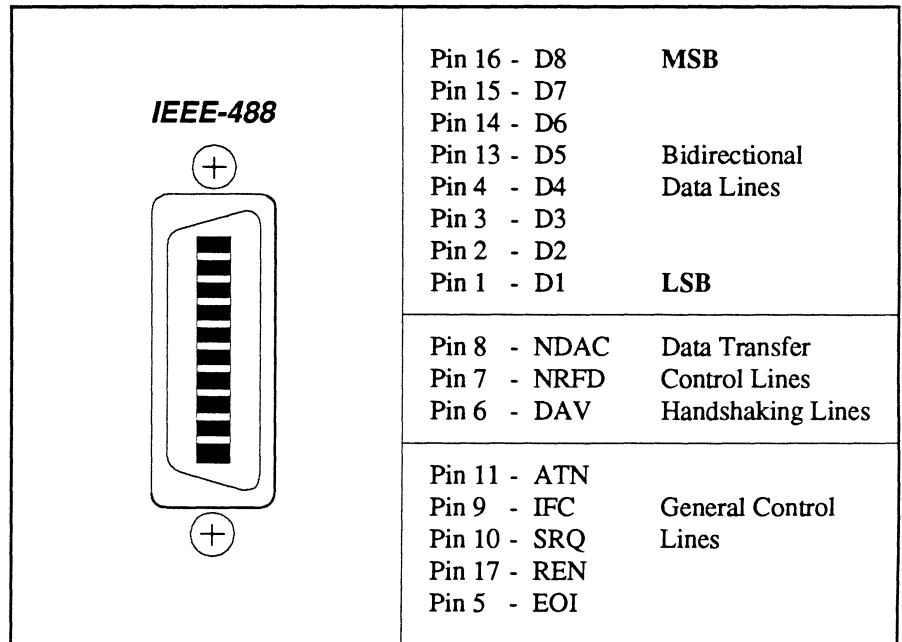 IEEE-488
Pin 16 - D8 MSB
Pin 15 - D7
Pin 14 - D6
Pin 13 - D5 Bidirectional
Pin 4 - D4 Data Lines
Pin 3 - D3
Pin 2 - D2
Pin 1 - D1 LSB
Pin 8 - NDAC Data Transfer
Pin 7 - NRFD Control Lines
Pin 6 - DAV Handshaking Lines
Pin 11 - ATN
Pin 9 - IFC General Control
Pin 10 - SRQ Lines
Pin 17 - REN
Pin 5 - EOI